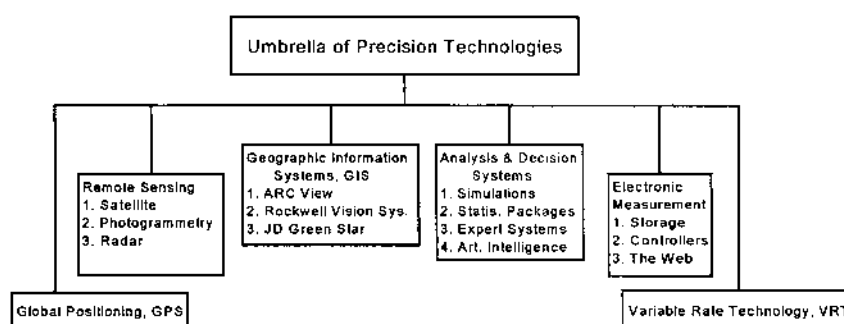 Umbrella of Precision Technologies
Remote Sensing
1. Satellite
2. Photogrammetry
3. Radar
Geographic Information
Systems, GIS
1. ARC View
2. Rockwell Vision Sys.
3. JD Green Star
Analysis & Decision
Systems
1. Simulations
2. Statis. Packages
3. Expert Systems
4. Art. Intelligence
Electronic
Measurement
1. Storage
2. Controllers
3. The Web
Global Positioning, GPS
Variable Rate Technology, VRT